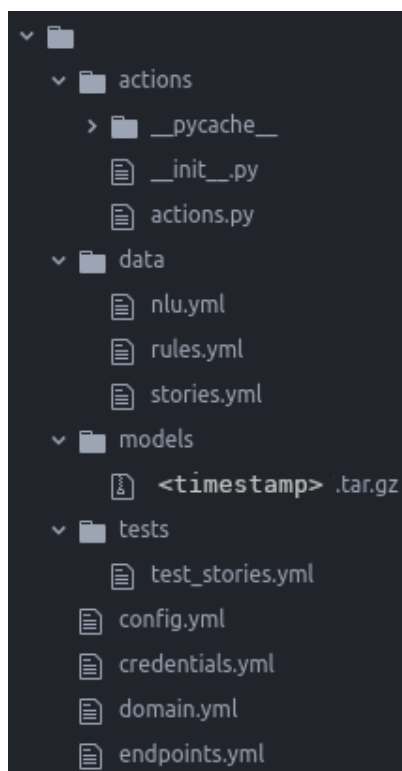 actions
__pycache__
__init__.py
actions.py
data
nlu.yml
rules.yml
stories.yml
models
<timestamp> .tar.gz
tests
test_stories.yml
config.yml
credentials.yml
domain.yml
endpoints.yml